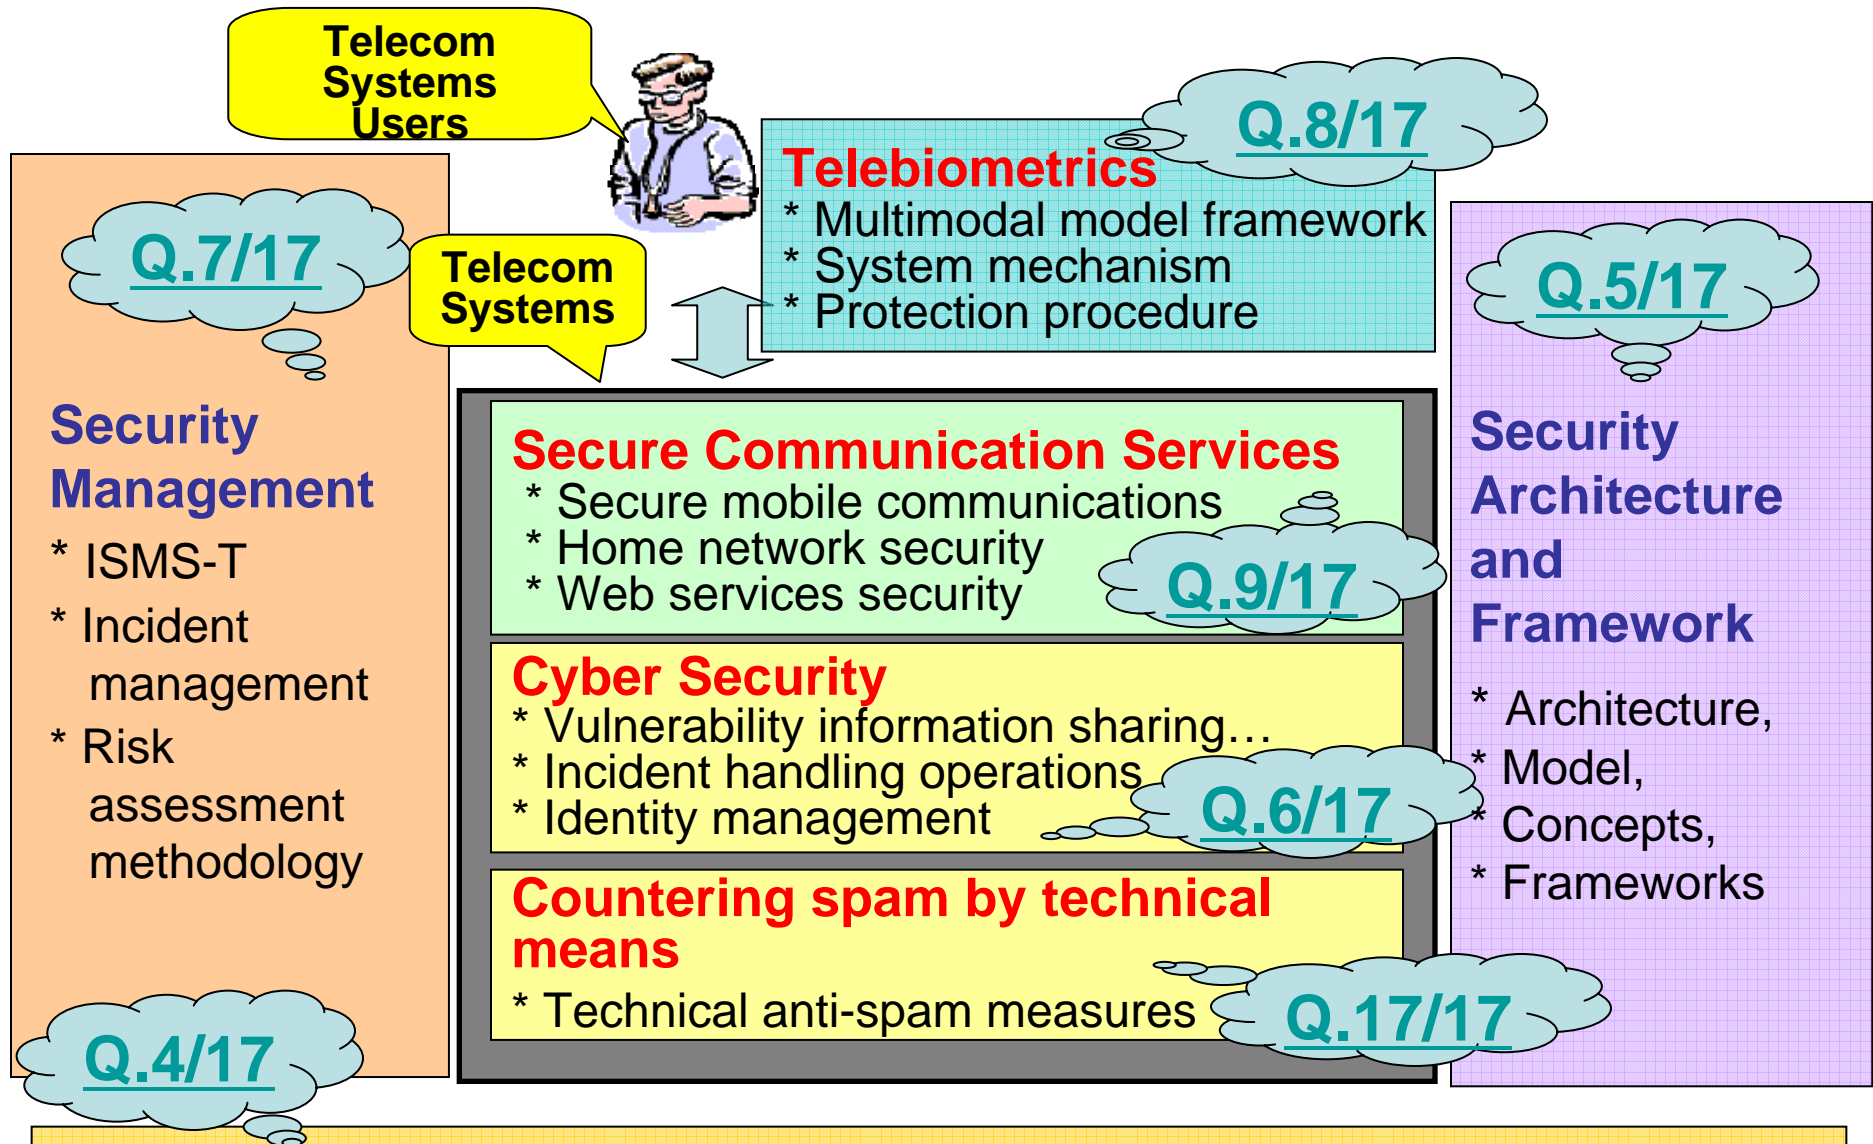 Telecom
Systems
Users
Q.8/17
Telebiometrics
* Multimodal model framework
* System mechanism
* Protection procedure
Q.7/17
Telecom
Systems
Q.5/17
Security
Management
* ISMS-T
* Incident
management
* Risk
assessment
methodology
Secure Communication Services
* Secure mobile communications
* Home network security
* Web services security
Q.9/17
Cyber Security
* Vulnerability information sharing…
* Incident handling operations
* Identity management
Q.6/17
Countering spam by technical
means
* Technical anti-spam measures
Q.17/17
Security
Architecture
and
Framework
* Architecture,
* Model,
* Concepts,
* Frameworks
Q.4/17